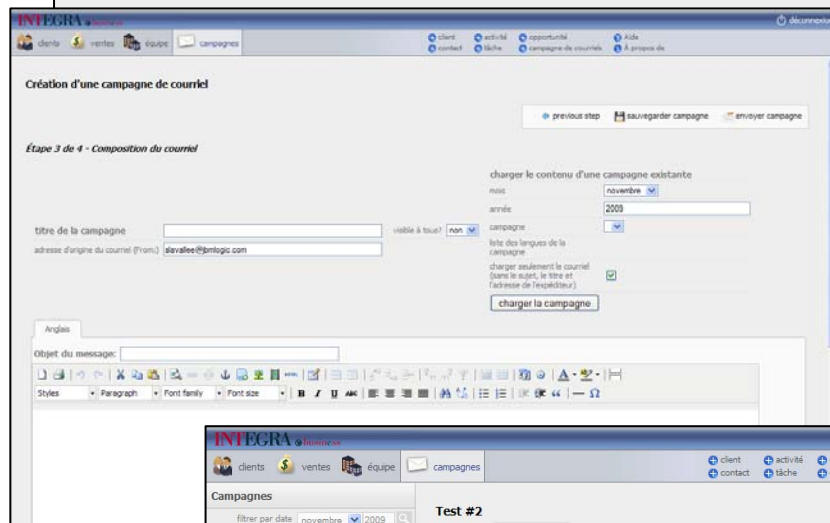 INTEGRA @business
déconnexion
clients ventes équipe campagnes
client activité opportunité Aide
contact tâche campagne de courriels À propos de
Création d'une campagne de courriel
previous step sauvegarder campagne envoyer campagne
Étape 3 de 4 - Composition du courriel
charger le contenu d'une campagne existante
mois novembre
année 2009
titre de la campagne visible à tous? non campagne
adresse d'origine du courriel (From:) slavallee@jbmlogic.com
liste des langues de la campagne
charger seulement le courriel
(sans le sujet, le titre et
l'adresse de l'expéditeur)
charger la campagne
Anglais
Objet du message:
Styles Paragraph Font family Font size B I U ABC
INTEGRA @business
clients ventes équipe campagnes
client activité
contact tâche
Campagnes
filtrer par date novembre 2009
Test #2